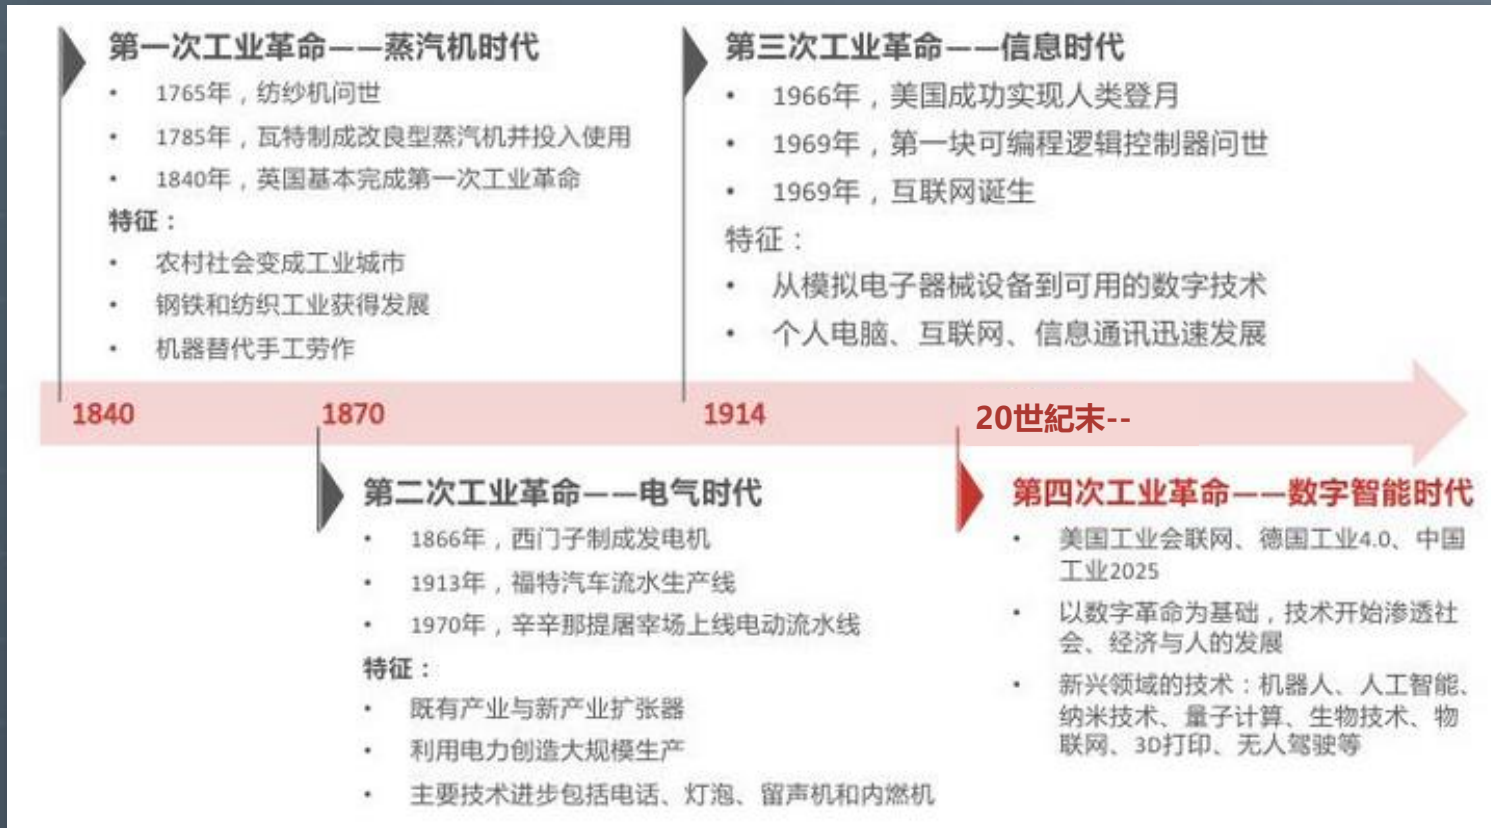 第一次工业革命——蒸汽机时代
• 1765年，纺纱机问世
• 1785年，瓦特制成改良型蒸汽机并投入使用
• 1840年，英国基本完成第一次工业革命
特征：
• 农村社会变成工业城市
• 钢铁和纺织工业获得发展
• 机器替代手工劳作
第三次工业革命——信息时代
• 1966年，美国成功实现人类登月
• 1969年，第一块可编程逻辑控制器问世
• 1969年，互联网诞生
特征：
• 从模拟电子器械设备到可用的数字技术
• 个人电脑、互联网、信息通讯迅速发展
1840
1870
1914
20世紀末--
第二次工业革命——电气时代
• 1866年，西门子制成发电机
• 1913年，福特汽车流水生产线
• 1970年，辛辛那提屠宰场上线电动流水线
特征：
• 既有产业与新产业扩张器
• 利用电力创造大规模生产
• 主要技术进步包括电话、灯泡、留声机和内燃机
第四次工业革命——数字智能时代
• 美国工业会联网、德国工业4.0、中国
工业2025
• 以数字革命为基础，技术开始渗透社
会、经济与人的发展
• 新兴领域的技术：机器人、人工智能、
纳米技术、量子计算、生物技术、物
联网、3D打印、无人驾驶等